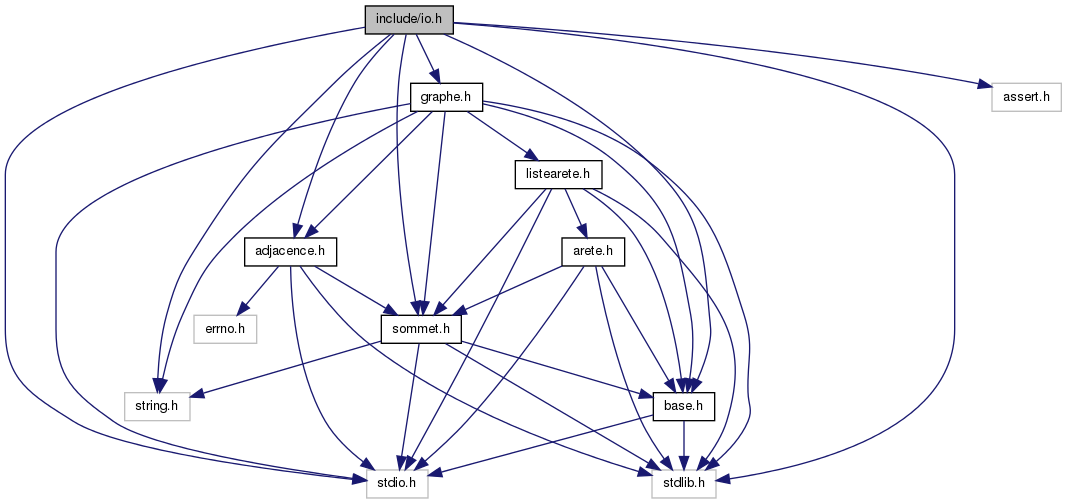 include/io.h
graphe.h
assert.h
listearete.h
adjacence.h
arete.h
errno.h
sommet.h
string.h
base.h
stdio.h
stdlib.h